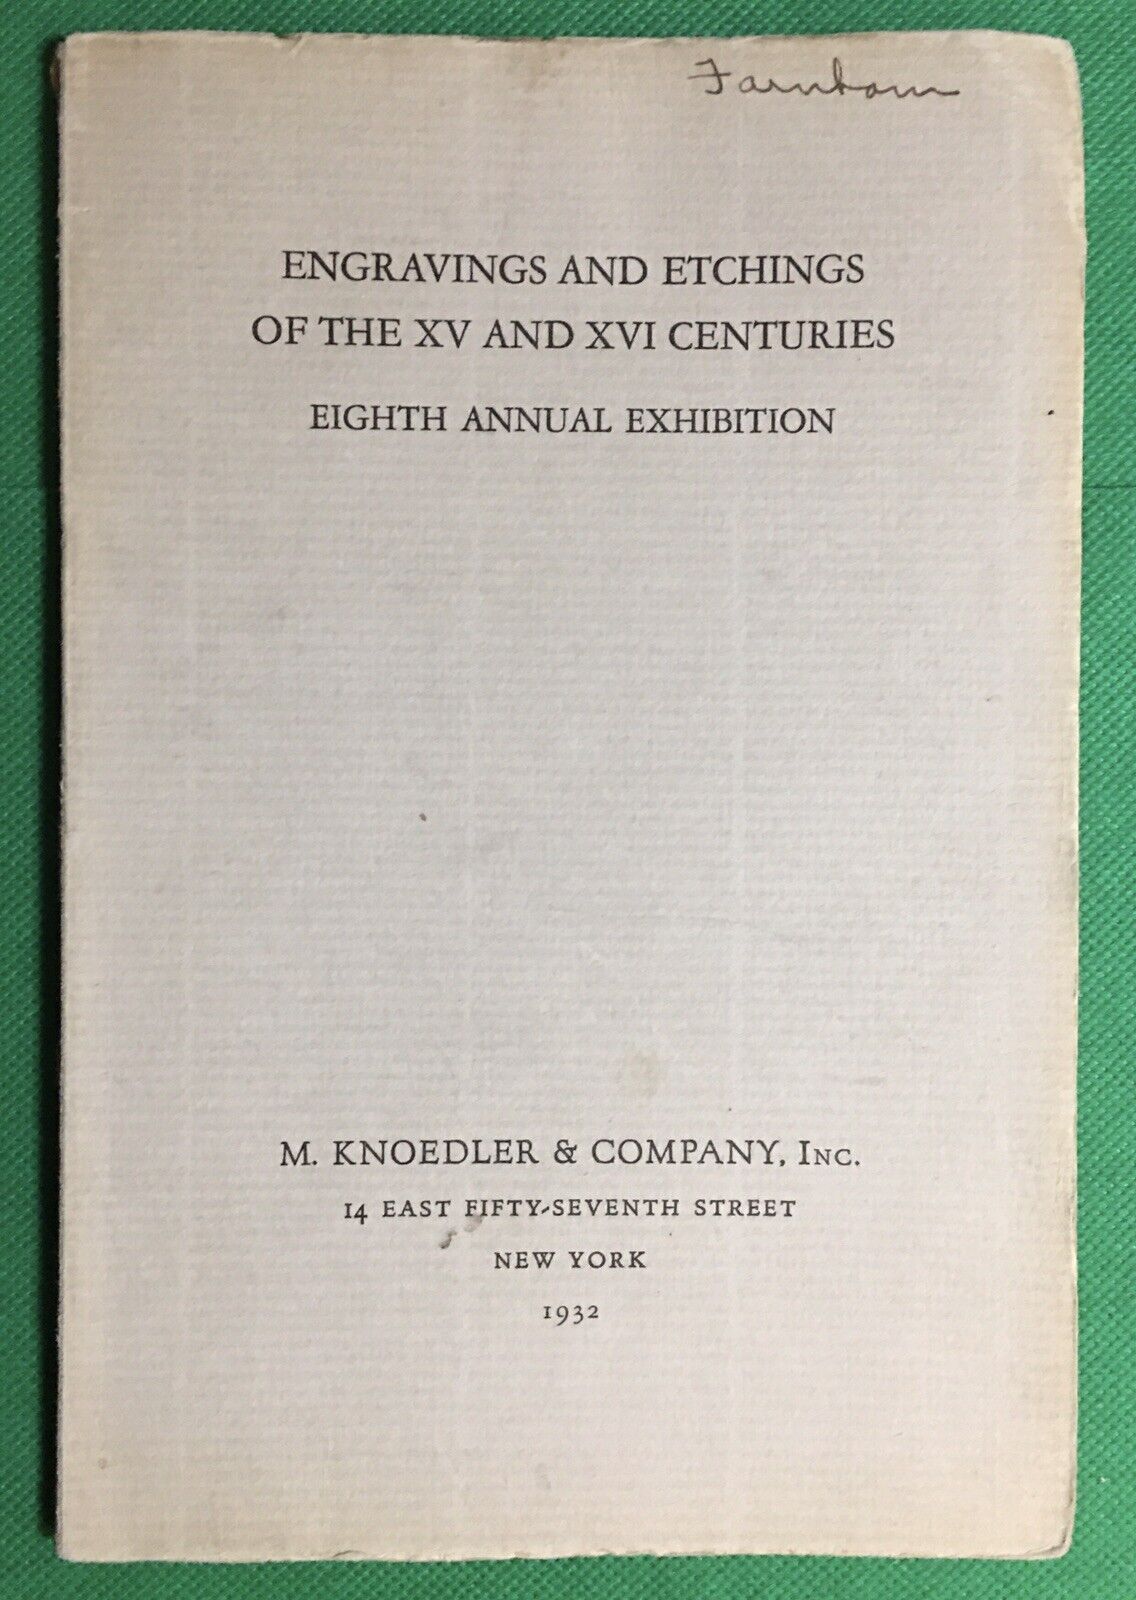 Farnham
ENGRAVINGS AND ETCHINGS
OF THE XV AND XVI CENTURIES
EIGHTH ANNUAL EXHIBITION
M. KNOEDLER & COMPANY, INC.
14 EAST FIFTY-SEVENTH STREET
NEW YORK
1932